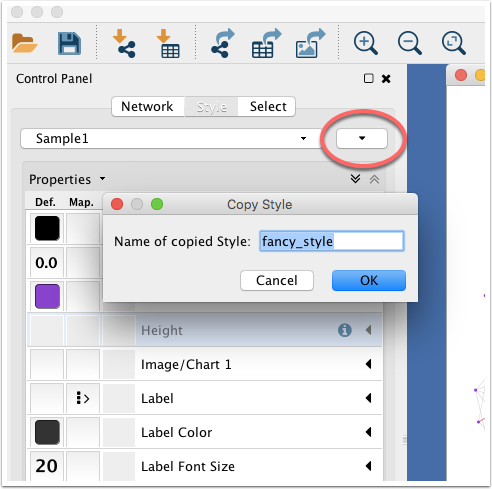 Control Panel
Network Style Select
Sample1
Properties
Def. Map.
Copy Style
Name of copied Style: fancy_style
0.0
Cancel OK
Height
Image/Chart 1
Label
Label Color
20 Label Font Size